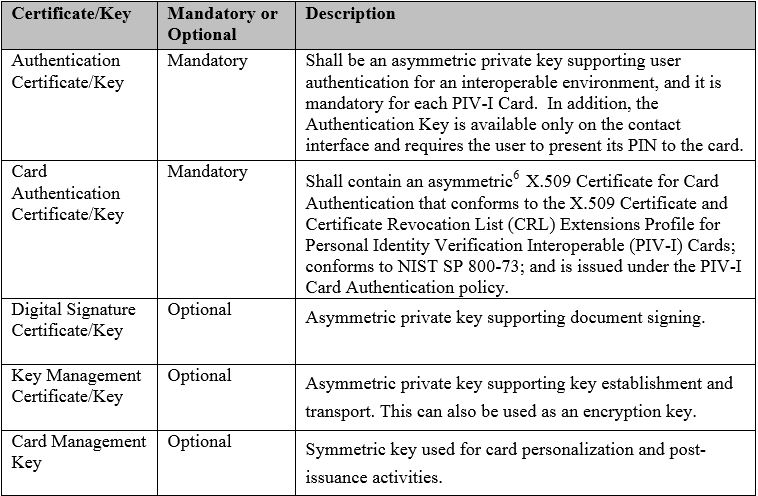 Certificate/Key
Mandatory or
Optional
Description
Authentication
Certificate/Key
Mandatory
Shall be an asymmetric private key supporting user
authentication for an interoperable environment, and it is
mandatory for each PIV-I Card.  In addition, the
Authentication Key is available only on the contact
interface and requires the user to present its PIN to the card.
Card
Authentication
Certificate/Key
Mandatory
Shall contain an asymmetric6 X.509 Certificate for Card
Authentication that conforms to the X.509 Certificate and
Certificate Revocation List (CRL) Extensions Profile for
Personal Identity Verification Interoperable (PIV-I) Cards;
conforms to NIST SP 800-73; and is issued under the PIV-I
Card Authentication policy.
Digital Signature
Certificate/Key
Optional
Asymmetric private key supporting document signing.
Key Management
Certificate/Key
Optional
Asymmetric private key supporting key establishment and
transport. This can also be used as an encryption key.
Card Management
Key
Optional
Symmetric key used for card personalization and post-
issuance activities.